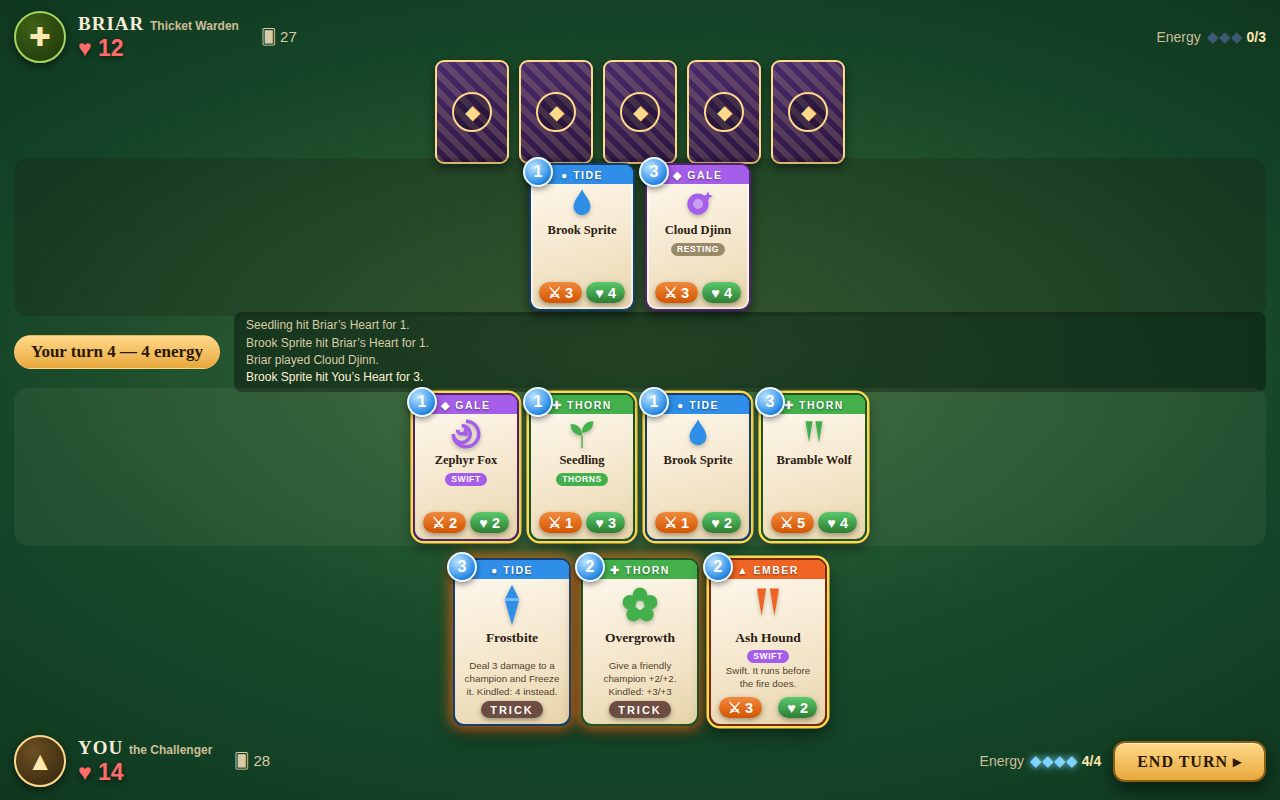 BRIAR Thicket Warden
♥ 12
27
Energy ◆◆◆ 0/3
1 ● TIDE
Brook Sprite
⚔ 3 ♥ 4
3 ◆ GALE
Cloud Djinn
RESTING
⚔ 3 ♥ 4
Your turn 4 — 4 energy
Seedling hit Briar’s Heart for 1.
Brook Sprite hit Briar’s Heart for 1.
Briar played Cloud Djinn.
Brook Sprite hit You’s Heart for 3.
1 ◆ GALE
Zephyr Fox
SWIFT
⚔ 2 ♥ 2
1 ✚ THORN
Seedling
THORNS
⚔ 1 ♥ 3
1 ● TIDE
Brook Sprite
⚔ 1 ♥ 2
3 ✚ THORN
Bramble Wolf
⚔ 5 ♥ 4
3 ● TIDE
Frostbite
Deal 3 damage to a
champion and Freeze
it. Kindled: 4 instead.
TRICK
2 ✚ THORN
Overgrowth
Give a friendly
champion +2/+2.
Kindled: +3/+3
TRICK
2 ▲ EMBER
Ash Hound
SWIFT
Swift. It runs before
the fire does.
⚔ 3 ♥ 2
YOU the Challenger
♥ 14
28
Energy ◆◆◆◆ 4/4
END TURN ▸